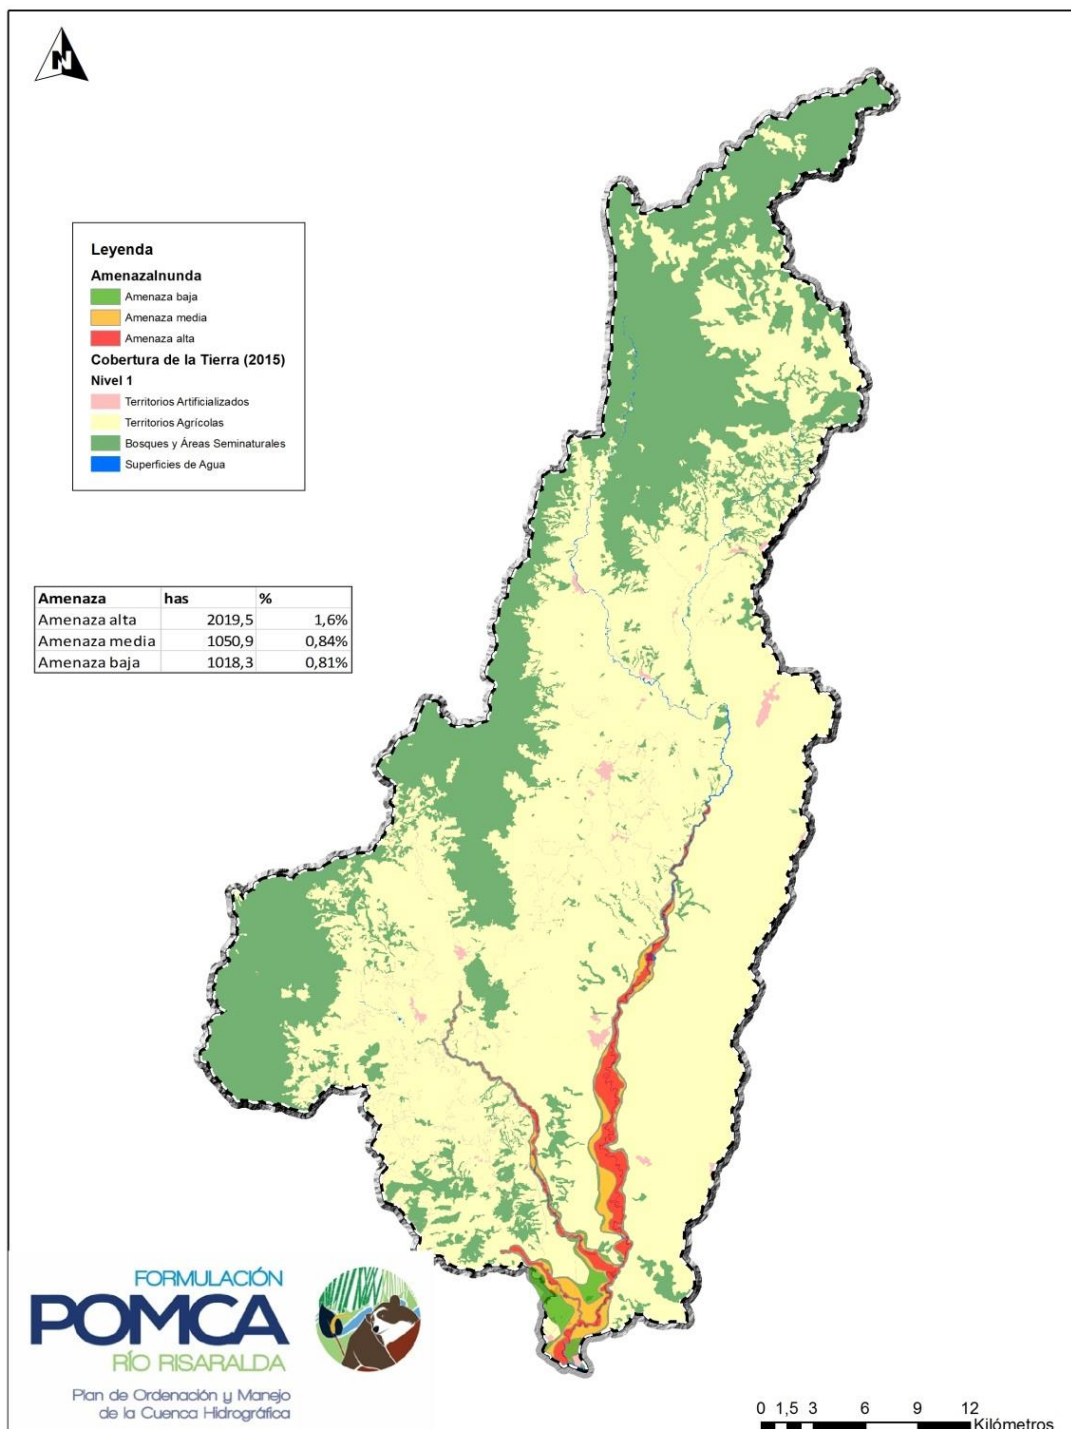 N
Leyenda
AmenazaInunda
Amenaza baja
Amenaza media
Amenaza alta
Cobertura de la Tierra (2015)
Nivel 1
Territorios Artificializados
Territorios Agrícolas
Bosques y Áreas Seminaturales
Superficies de Agua
Amenaza has %
Amenaza alta 2019,5 1,6%
Amenaza media 1050,9 0,84%
Amenaza baja 1018,3 0,81%
FORMULACIÓN
POMCA
RÍO RISARALDA
Plan de Ordenación y Manejo
de la Cuenca Hidrográfica
0 1,5 3 6 9 12
Kilómetros